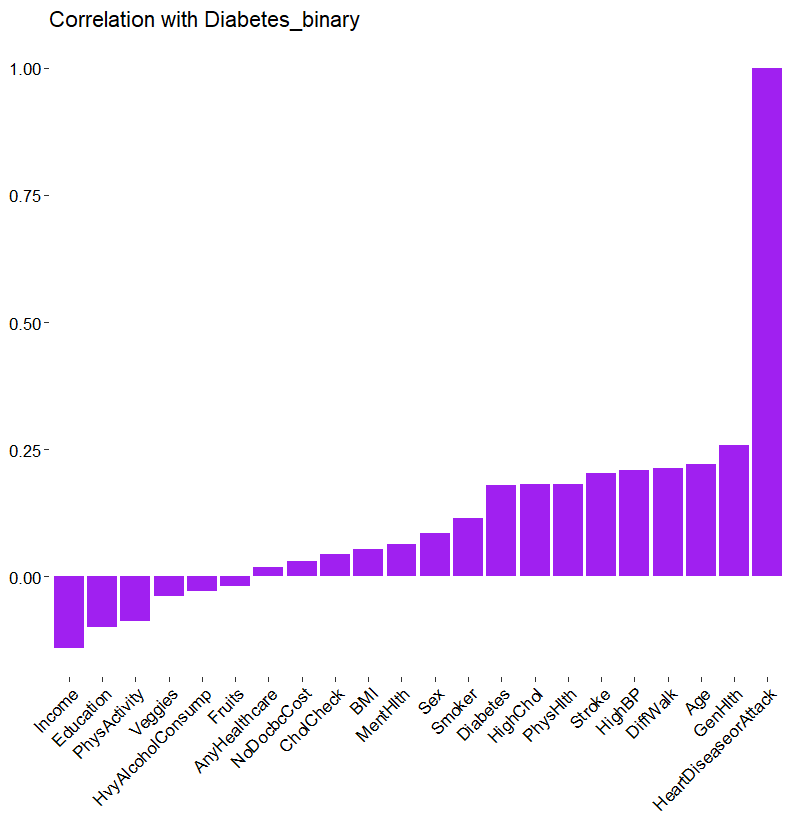 Correlation with Diabetes_binary
1.00
0.75
0.50
0.25
0.00
Income
Education
PhysActivity
Veggies
HvyAlcoholConsump
Fruits
AnyHealthcare
NoDocbcCost
CholCheck
BMI
MentHlth
Sex
Smoker
Diabetes
HighChol
PhysHlth
Stroke
HighBP
DiffWalk
Age
GenHlth
HeartDiseaseorAttack